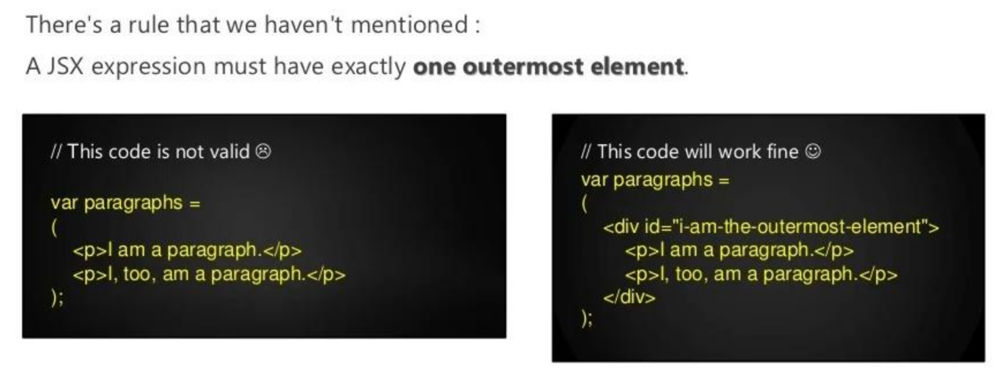 There's a rule that we haven't mentioned :
A JSX expression must have exactly one outermost element.
// This code is not valid ☹
var paragraphs =
(
<p>I am a paragraph.</p>
<p>I, too, am a paragraph.</p>
);
// This code will work fine ☺
var paragraphs =
(
<div id="i-am-the-outermost-element">
<p>I am a paragraph.</p>
<p>I, too, am a paragraph.</p>
</div>
);